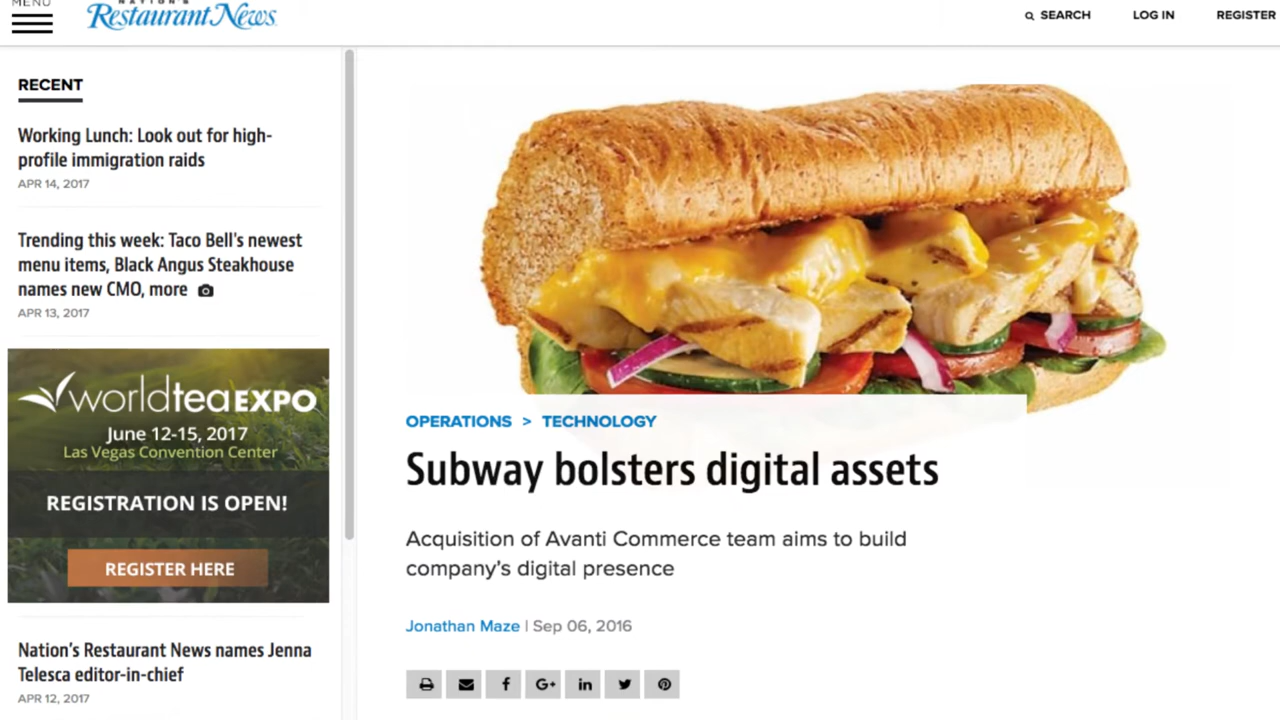 MENU
NATION'S
Restaurant News
SEARCH
LOG IN
REGISTER
RECENT
Working Lunch: Look out for high-
profile immigration raids
APR 14, 2017
Trending this week: Taco Bell's newest
menu items, Black Angus Steakhouse
names new CMO, more
APR 13, 2017
worldteaEXPO
June 12-15, 2017
Las Vegas Convention Center
REGISTRATION IS OPEN!
REGISTER HERE
Nation's Restaurant News names Jenna
Telesca editor-in-chief
APR 12, 2017
OPERATIONS > TECHNOLOGY
Subway bolsters digital assets
Acquisition of Avanti Commerce team aims to build
company's digital presence
Jonathan Maze | Sep 06, 2016
f G+ in